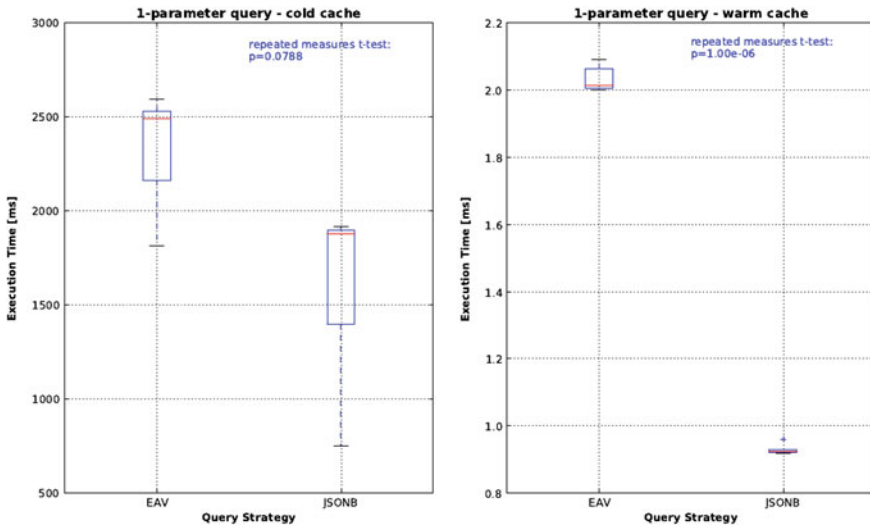 1-parameter query - cold cache
repeated measures t-test:
p=0.0788
3000
2500
2000
1500
1000
500
Execution Time [ms]
EAV
JSONB
Query Strategy
1-parameter query - warm cache
repeated measures t-test:
p=1.00e-06
2.2
2.0
1.8
1.6
1.4
1.2
1.0
0.9
0.8
Execution Time [ms]
EAV
JSONB
Query Strategy